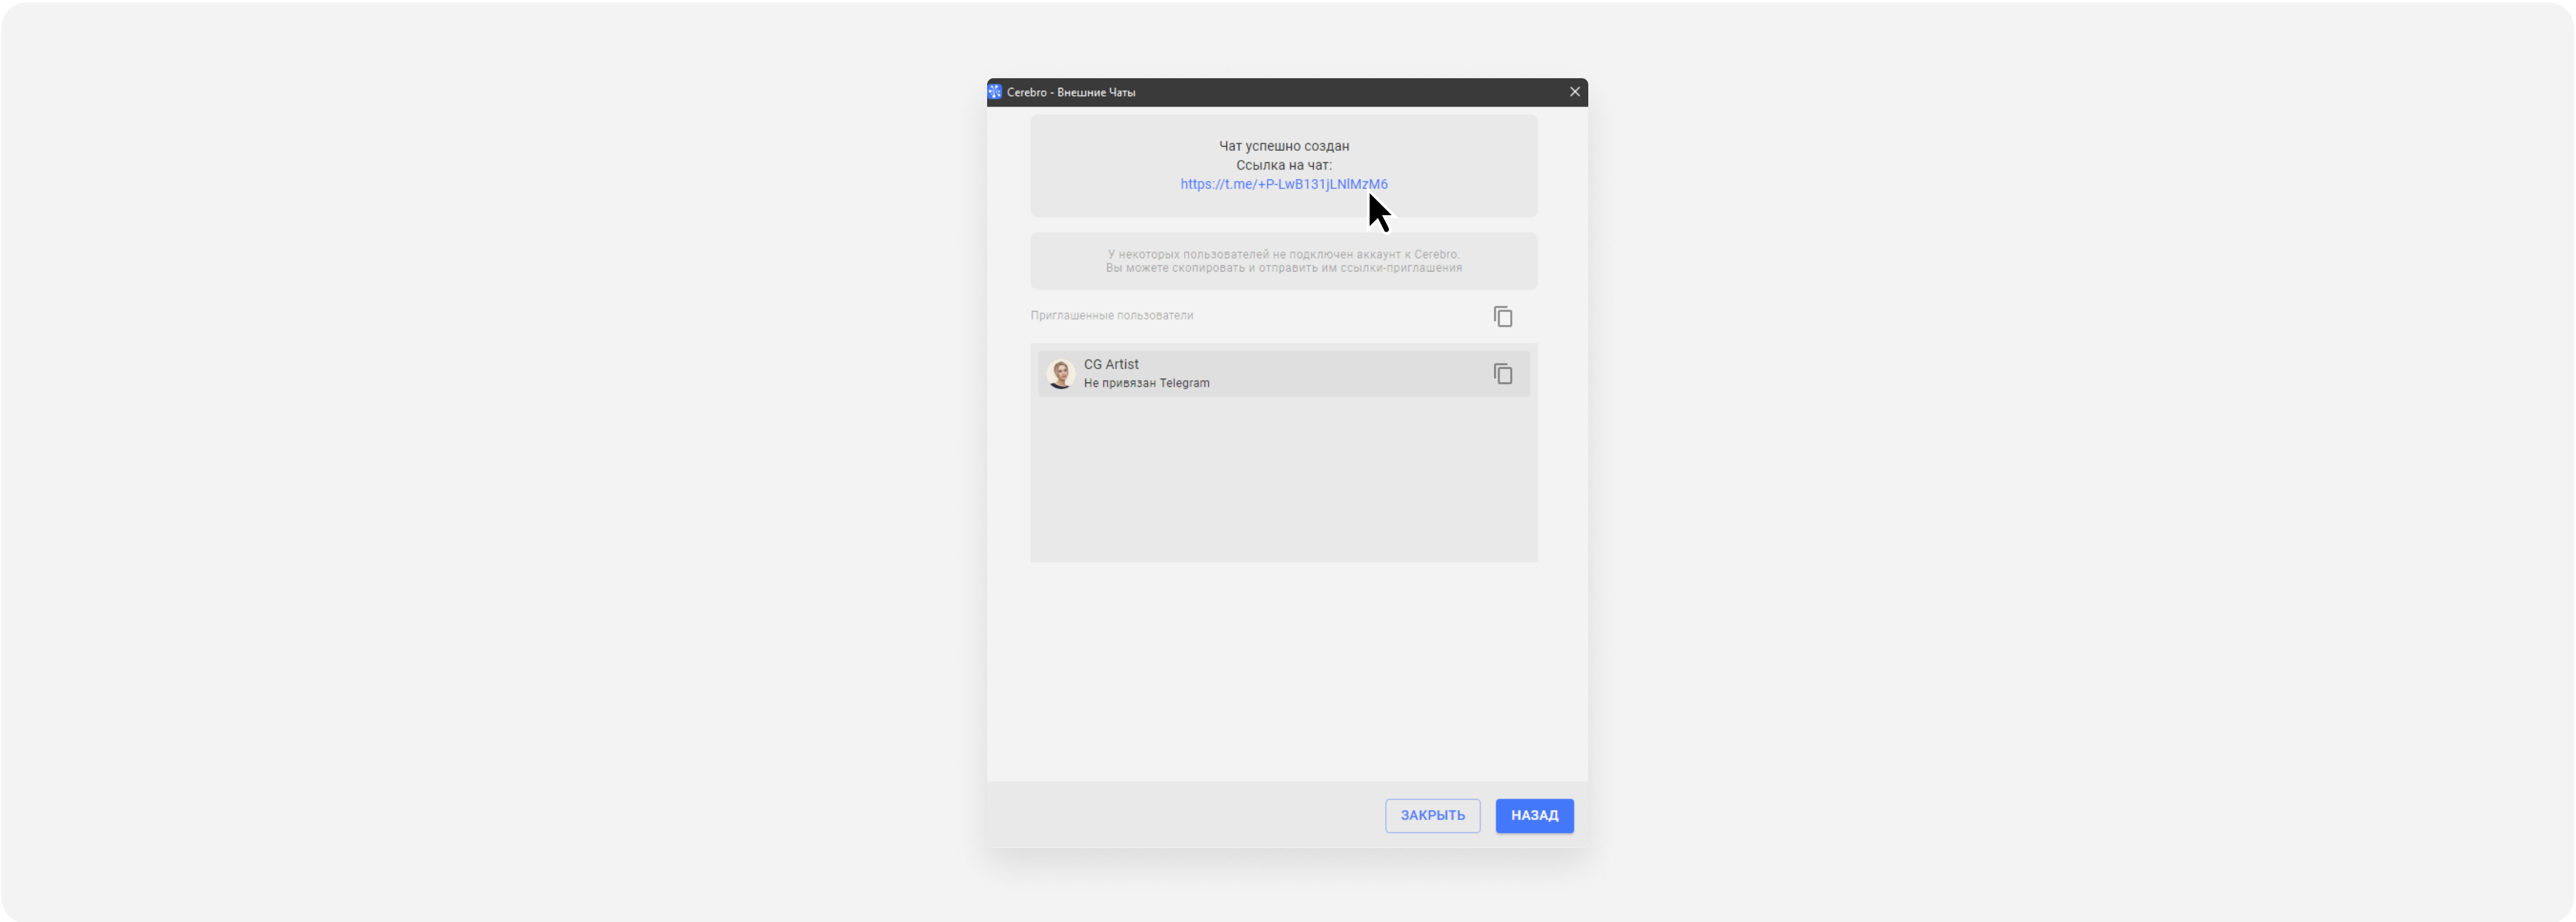 Cerebro - Внешние Чаты
Чат успешно создан
Ссылка на чат:
https://t.me/+P-LwB131jLNlMzM6
У некоторых пользователей не подключен аккаунт к Cerebro.
Вы можете скопировать и отправить им ссылки-приглашения
Приглашенные пользователи
CG Artist
Не привязан Telegram
ЗАКРЫТЬ
НАЗАД